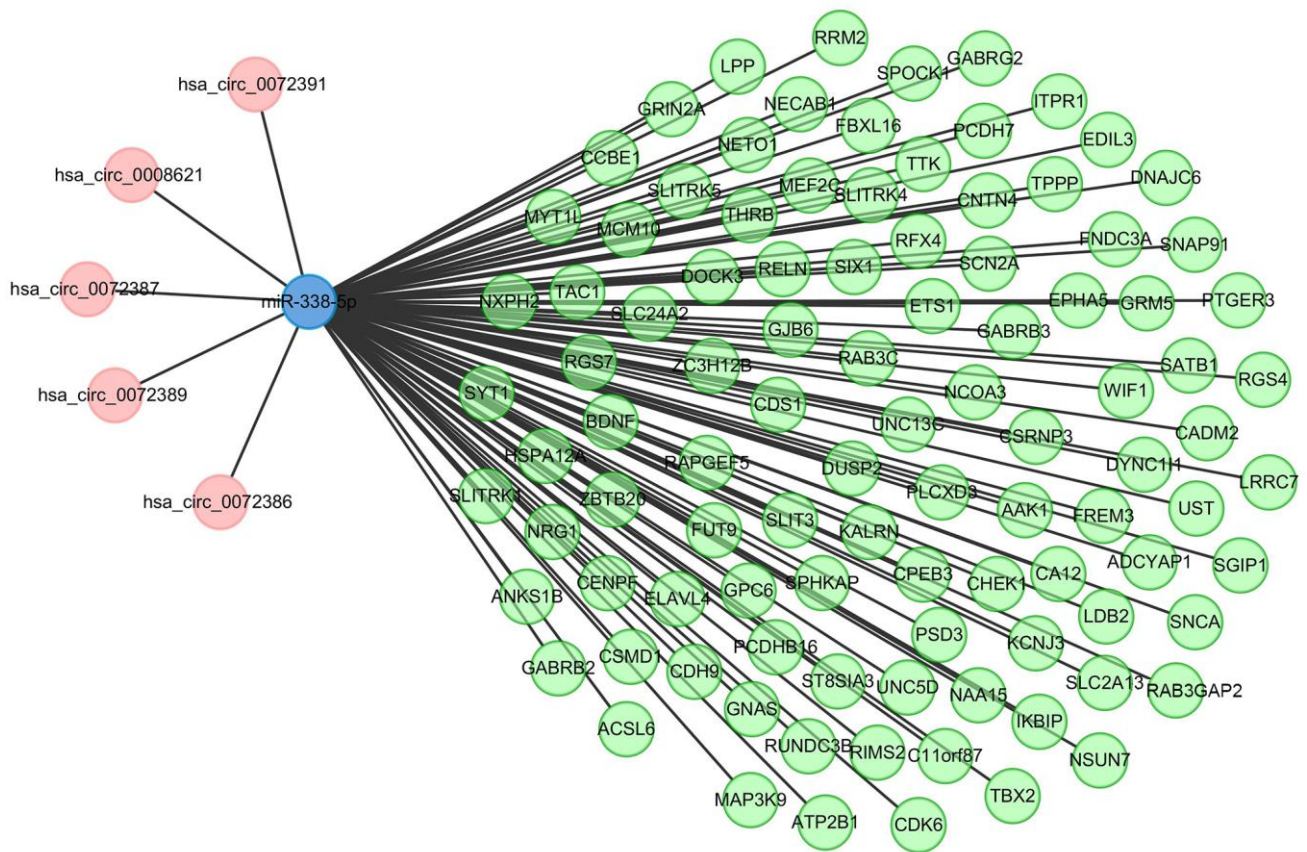 hsa_circ_0072391
hsa_circ_0008621
hsa_circ_0072387
hsa_circ_0072389
hsa_circ_0072386
miR-338-5p
RRM2
LPP
GABRG2
SPOCK1
GRIN2A
NECAB1
ITPR1
FBXL16
PCDH7
EDIL3
CCBE1
NETO1
TTK
DNAJC6
SLITRK5
MEF2C
SLITRK4
TPPP
CNTN4
MYT1L
MCM10
THRB
RFX4
FNDC3A
SNAP91
DOCK3
RELN
SIX1
SCN2A
NXPH2
TAC1
SLC24A2
ETS1
EPHA5
GRM5
PTGER3
GJB6
GABRB3
RGS7
ZC3H12B
RAB3C
SATB1
RGS4
SYT1
CDS1
NCOA3
WIF1
BDNF
UNC13C
CSRNP3
CADM2
HSPA12A
RAPGEF5
DUSP2
DYNC1I1
LRRC7
SLITRK1
ZBTB20
PLCXD3
UST
NRG1
FUT9
SLIT3
KALRN
AAK1
FREM3
ADCYAP1
SGIP1
ANKS1B
CENPF
ELAVL4
GPC6
SPHKAP
CPEB3
CHEK1
CA12
LDB2
SNCA
GABRB2
CSMD1
CDH9
PCDHB16
PSD3
KCNJ3
ST8SIA3
UNC5D
NAA15
SLC2A13
RAB3GAP2
ACSL6
GNAS
RUNDC3B
RIMS2
C11orf87
IKBIP
NSUN7
MAP3K9
ATP2B1
CDK6
TBX2